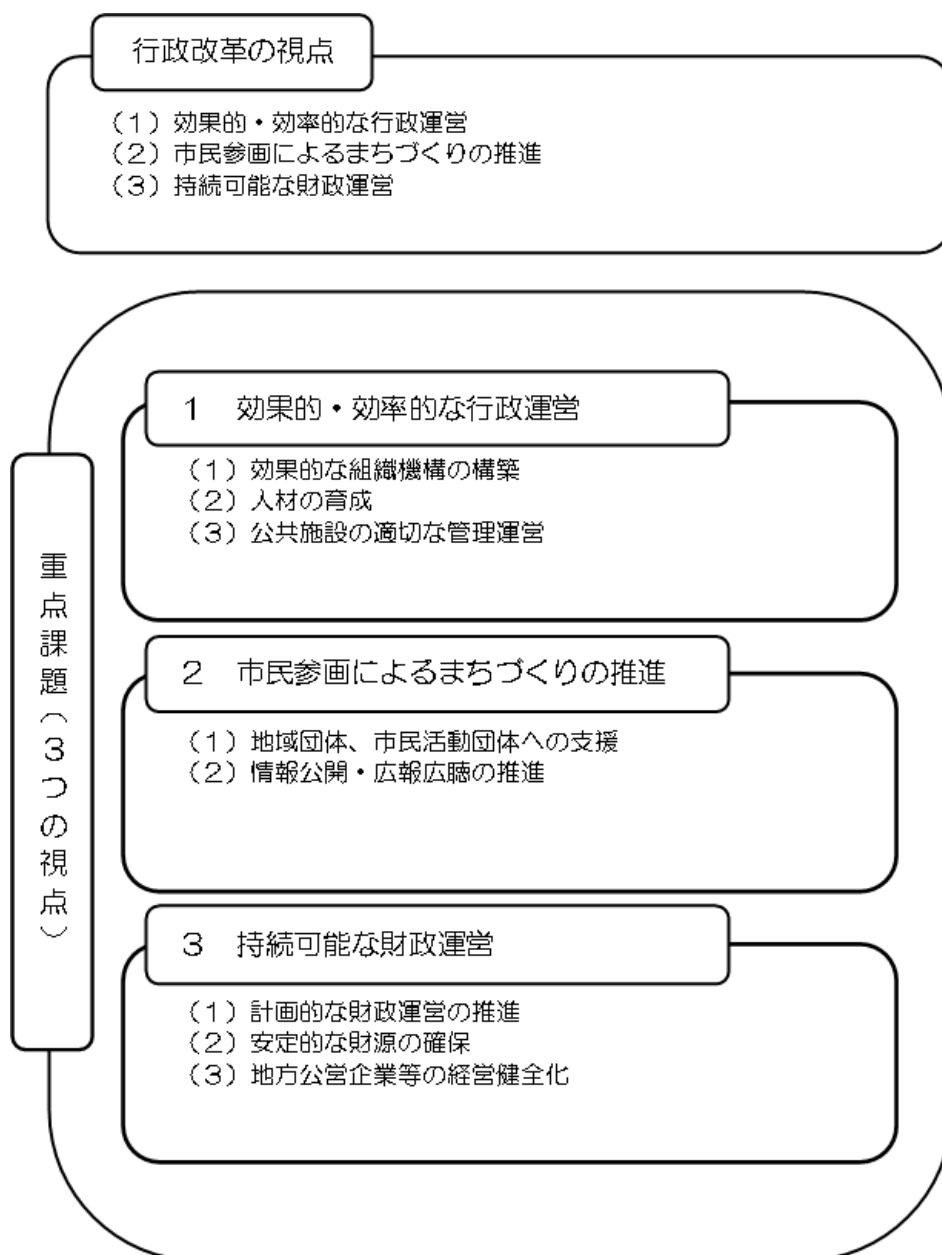 行政改革の視点
（１）効果的・効率的な行政運営
（２）市民参画によるまちづくりの推進
（３）持続可能な財政運営
重点課題（３つの視点）
１　効果的・効率的な行政運営
（１）効果的な組織機構の構築
（２）人材の育成
（３）公共施設の適切な管理運営
２　市民参画によるまちづくりの推進
（１）地域団体、市民活動団体への支援
（２）情報公開・広報広聴の推進
３　持続可能な財政運営
（１）計画的な財政運営の推進
（２）安定的な財源の確保
（３）地方公営企業等の経営健全化